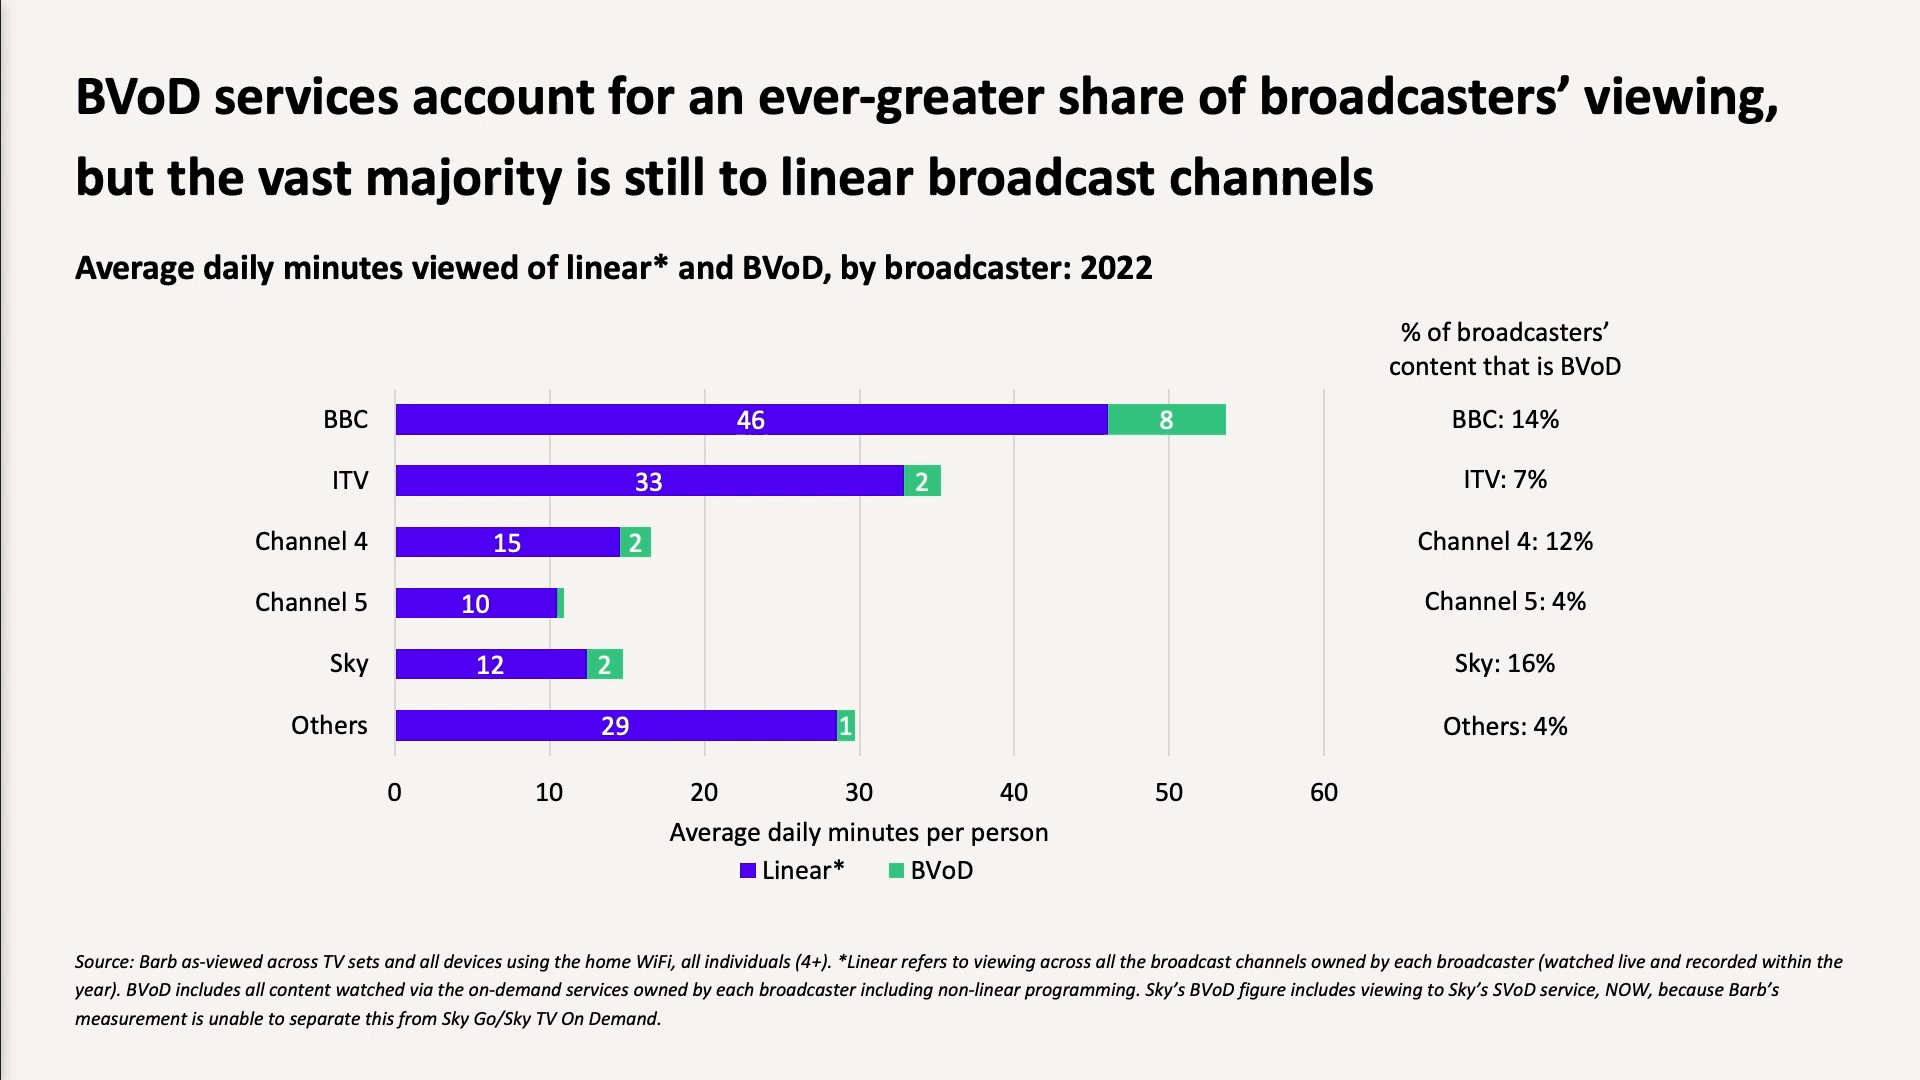 BVoD services account for an ever-greater share of broadcasters’ viewing,
but the vast majority is still to linear broadcast channels
Average daily minutes viewed of linear* and BVoD, by broadcaster: 2022
% of broadcasters’
content that is BVoD
BBC 46 8 BBC: 14%
ITV 33 2 ITV: 7%
Channel 4 15 2 Channel 4: 12%
Channel 5 10 Channel 5: 4%
Sky 12 2 Sky: 16%
Others 29 1 Others: 4%
0 10 20 30 40 50 60
Average daily minutes per person
Linear* BVoD
Source: Barb as-viewed across TV sets and all devices using the home WiFi, all individuals (4+). *Linear refers to viewing across all the broadcast channels owned by each broadcaster (watched live and recorded within the
year). BVoD includes all content watched via the on-demand services owned by each broadcaster including non-linear programming. Sky’s BVoD figure includes viewing to Sky’s SVoD service, NOW, because Barb’s
measurement is unable to separate this from Sky Go/Sky TV On Demand.